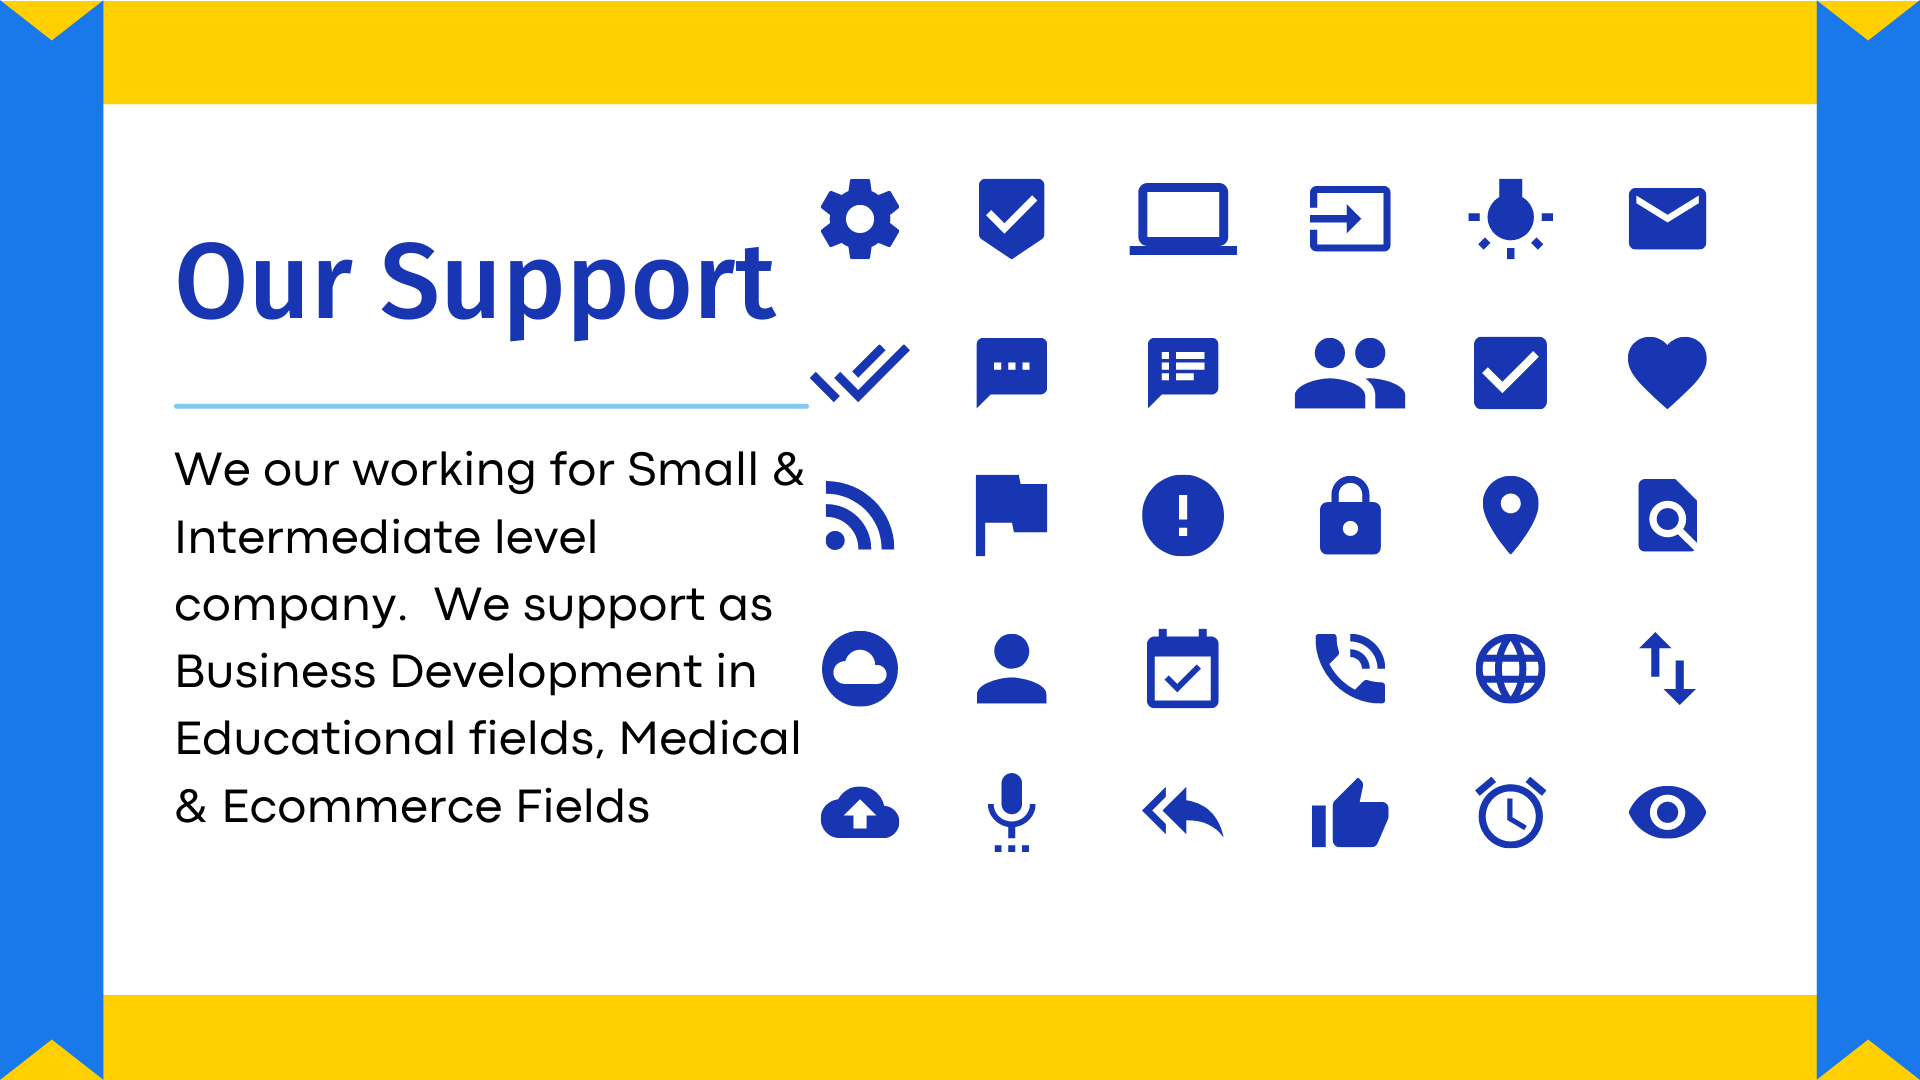 Our Support
We our working for Small &
Intermediate level
company.  We support as
Business Development in
Educational fields, Medical
& Ecommerce Fields